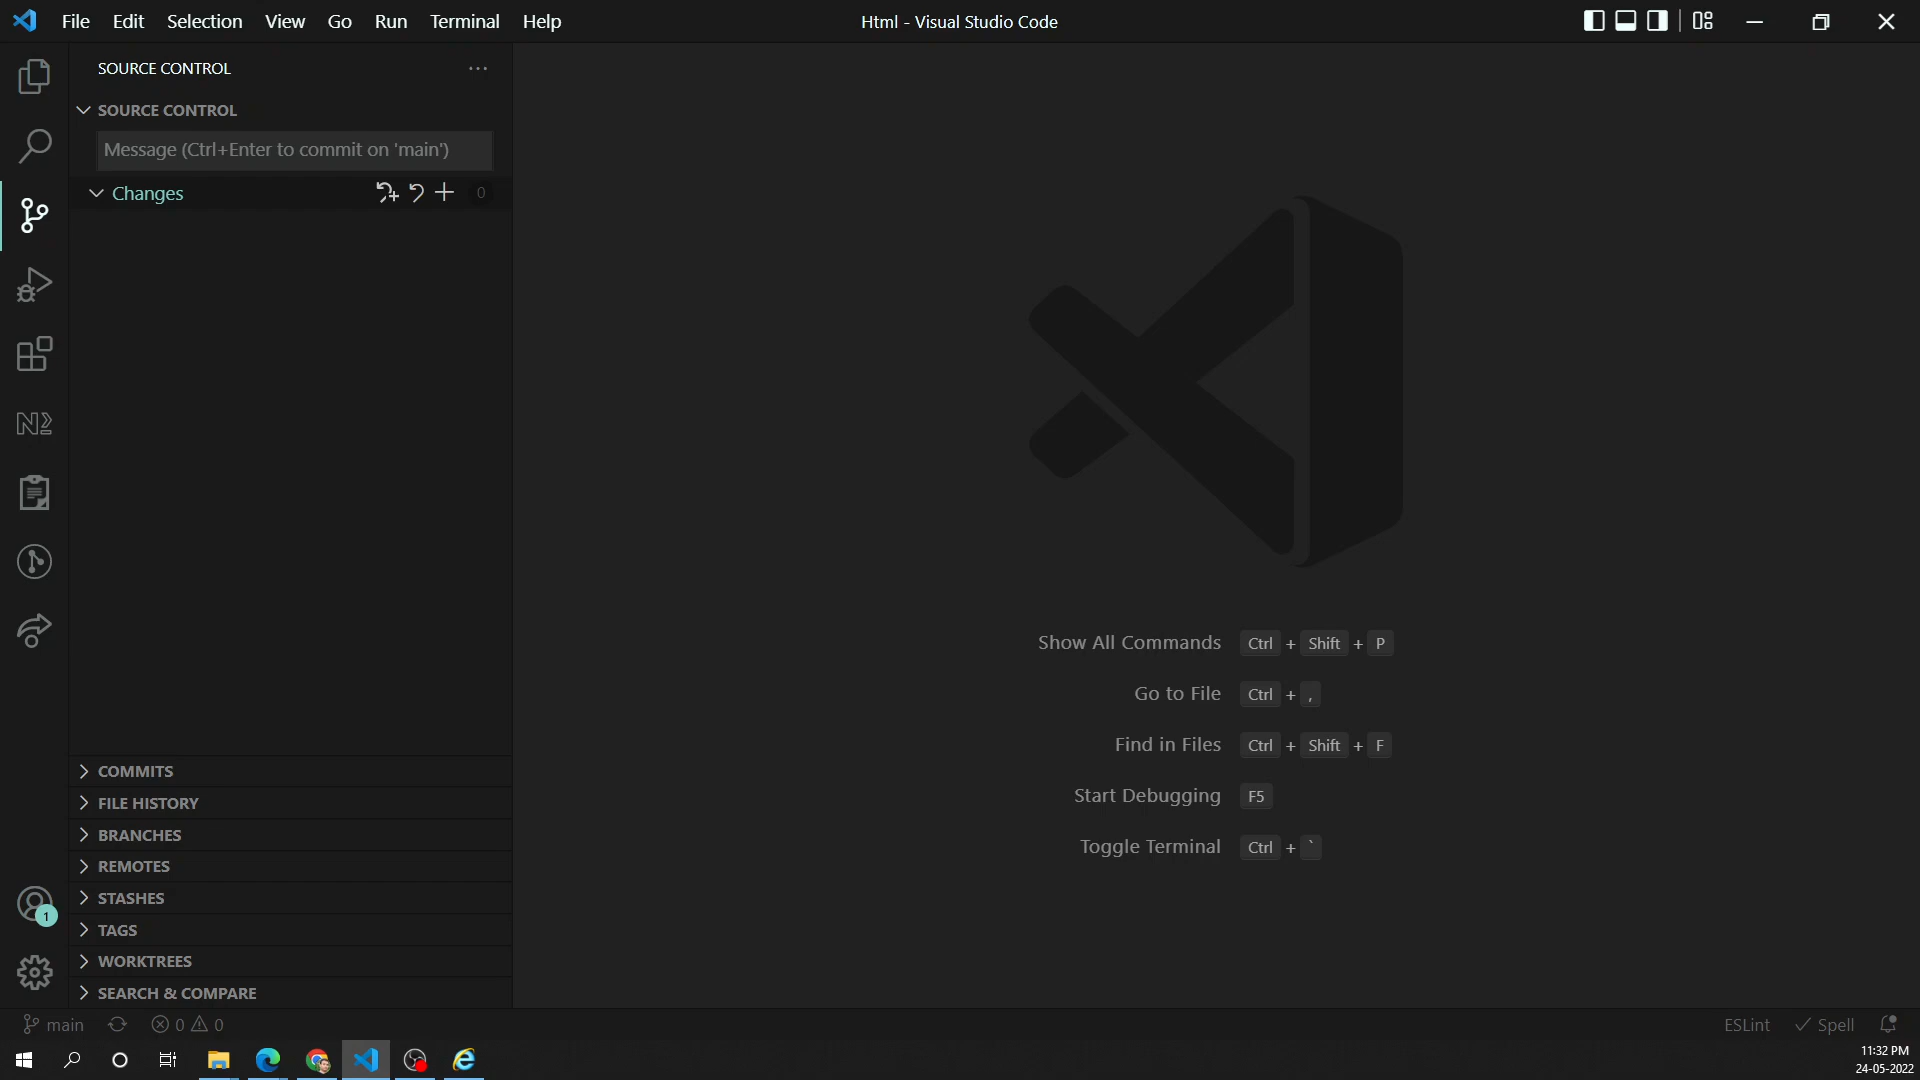 File Edit Selection View Go Run Terminal Help
Html - Visual Studio Code
SOURCE CONTROL
SOURCE CONTROL
Message (Ctrl+Enter to commit on 'main')
Changes 0
Show All Commands Ctrl + Shift + P
Go to File Ctrl + ,
Find in Files Ctrl + Shift + F
Start Debugging F5
Toggle Terminal Ctrl + `
COMMITS
FILE HISTORY
BRANCHES
REMOTES
STASHES
TAGS
WORKTREES
SEARCH & COMPARE
1
main 0 0 ESLint Spell
11:32 PM
24-05-2022